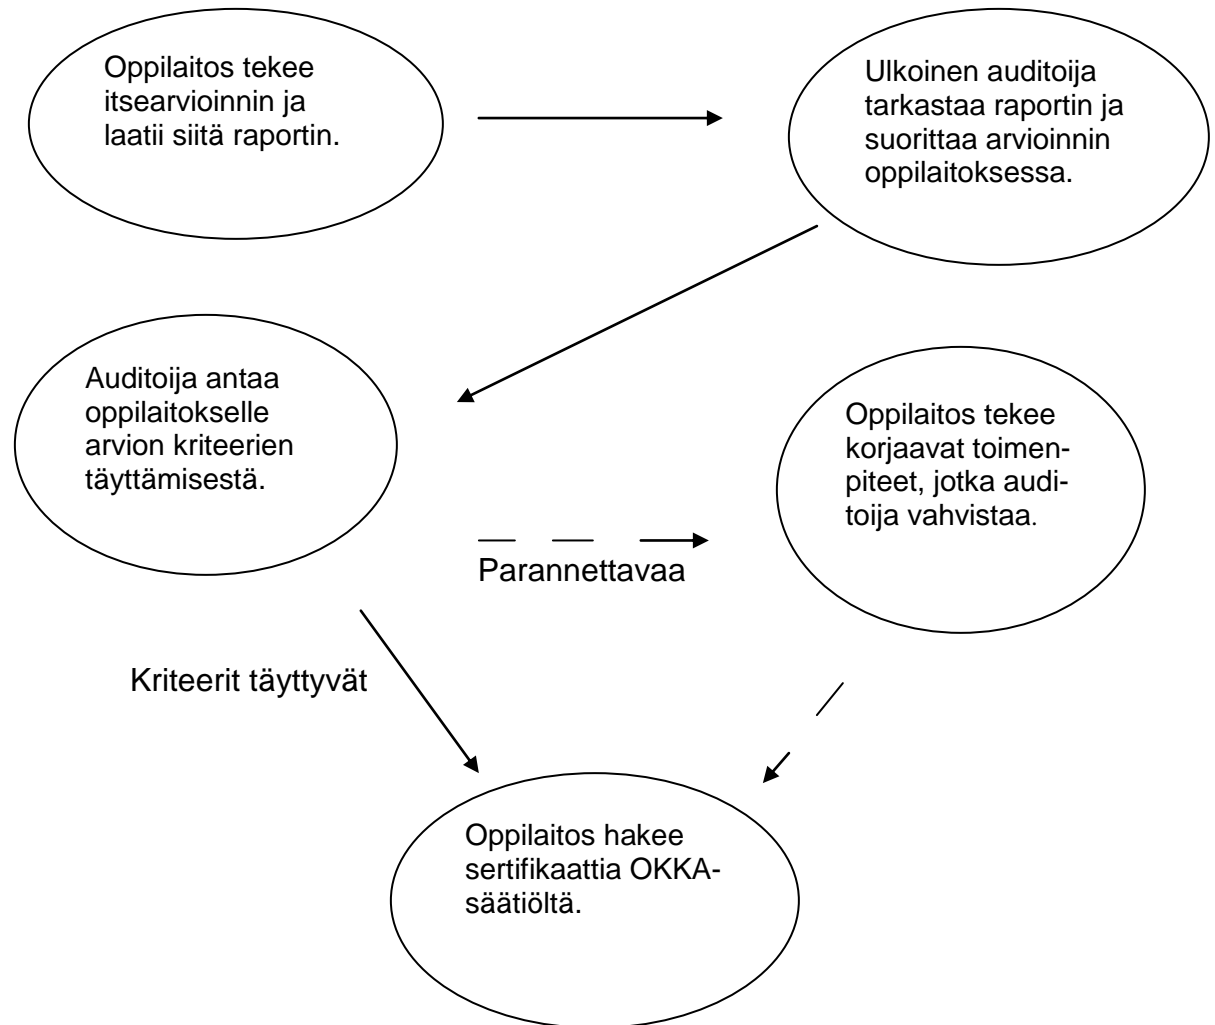 Oppilaitos tekee
itsearvioinnin ja
laatii siitä raportin.
Ulkoinen auditoija
tarkastaa raportin ja
suorittaa arvioinnin
oppilaitoksessa.
Auditoija antaa
oppilaitokselle
arvion kriteerien
täyttämisestä.
Oppilaitos tekee
korjaavat toimen-
piteet, jotka audi-
toija vahvistaa.
Parannettavaa
Kriteerit täyttyvät
Oppilaitos hakee
sertifikaattia OKKA-
säätiöltä.